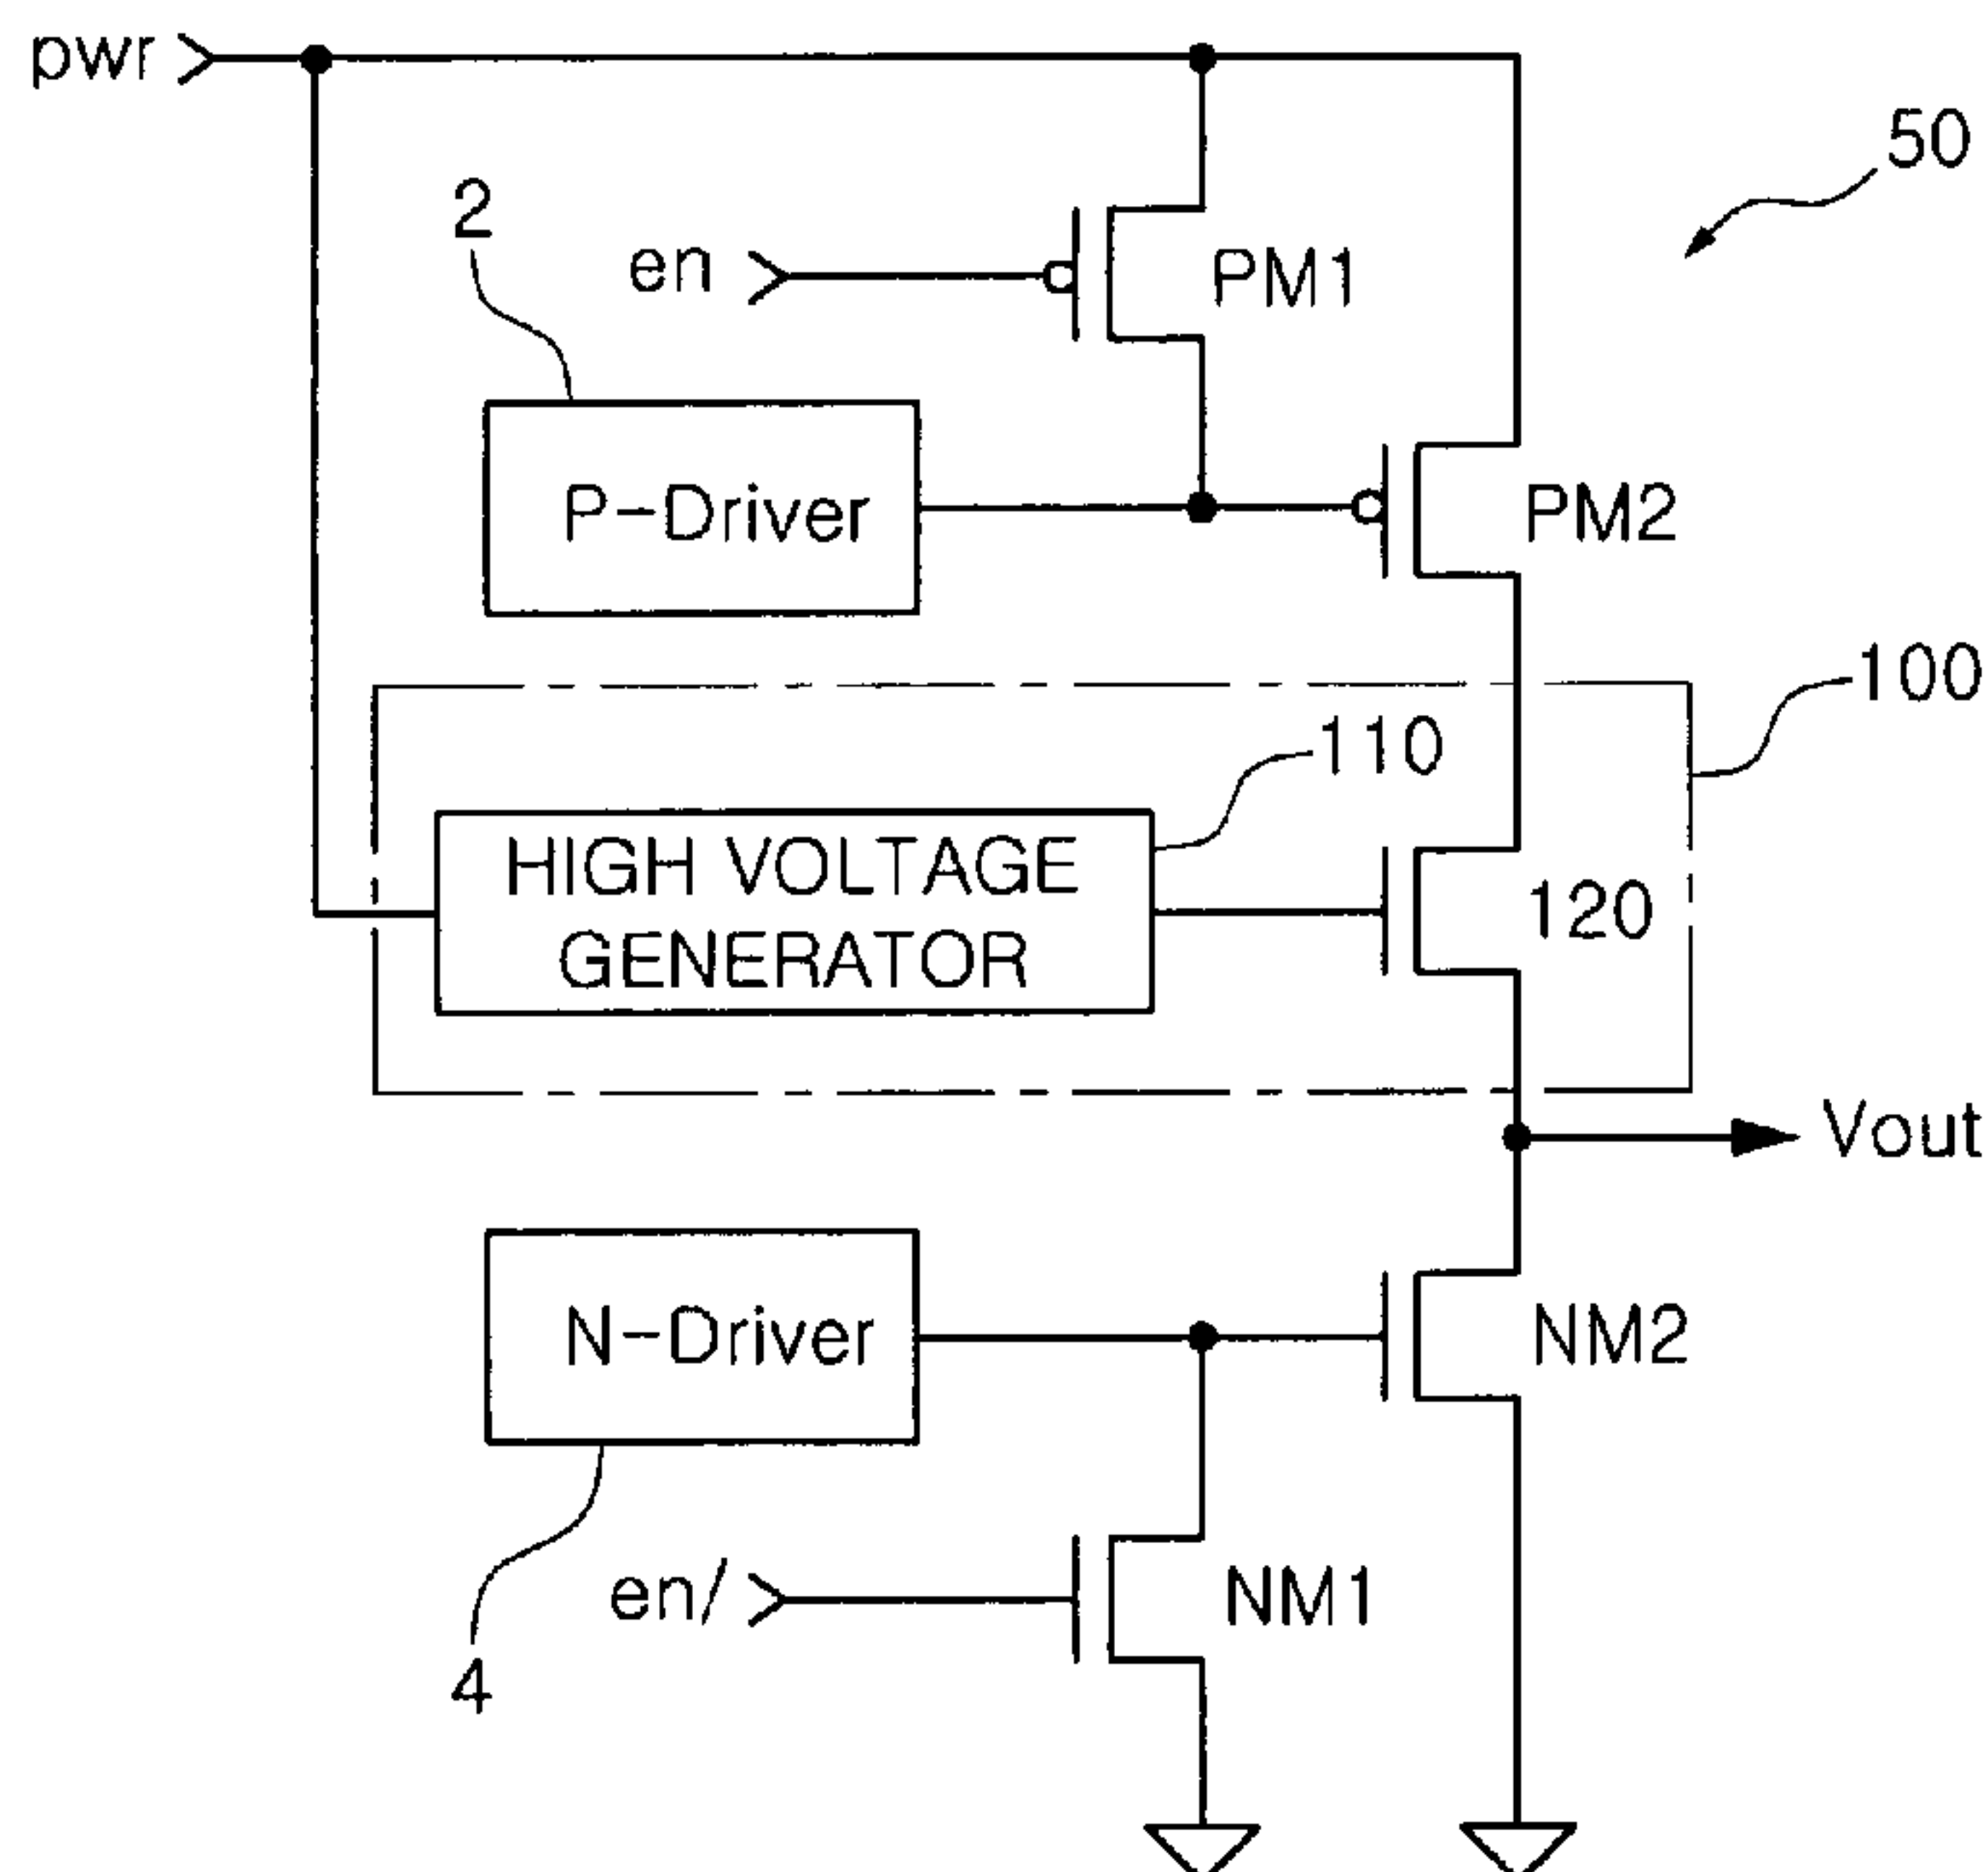 pwr
50
2
en
PM1
P-Driver
PM2
100
110
HIGH VOLTAGE
GENERATOR
120
Vout
N-Driver
NM2
en/
NM1
4